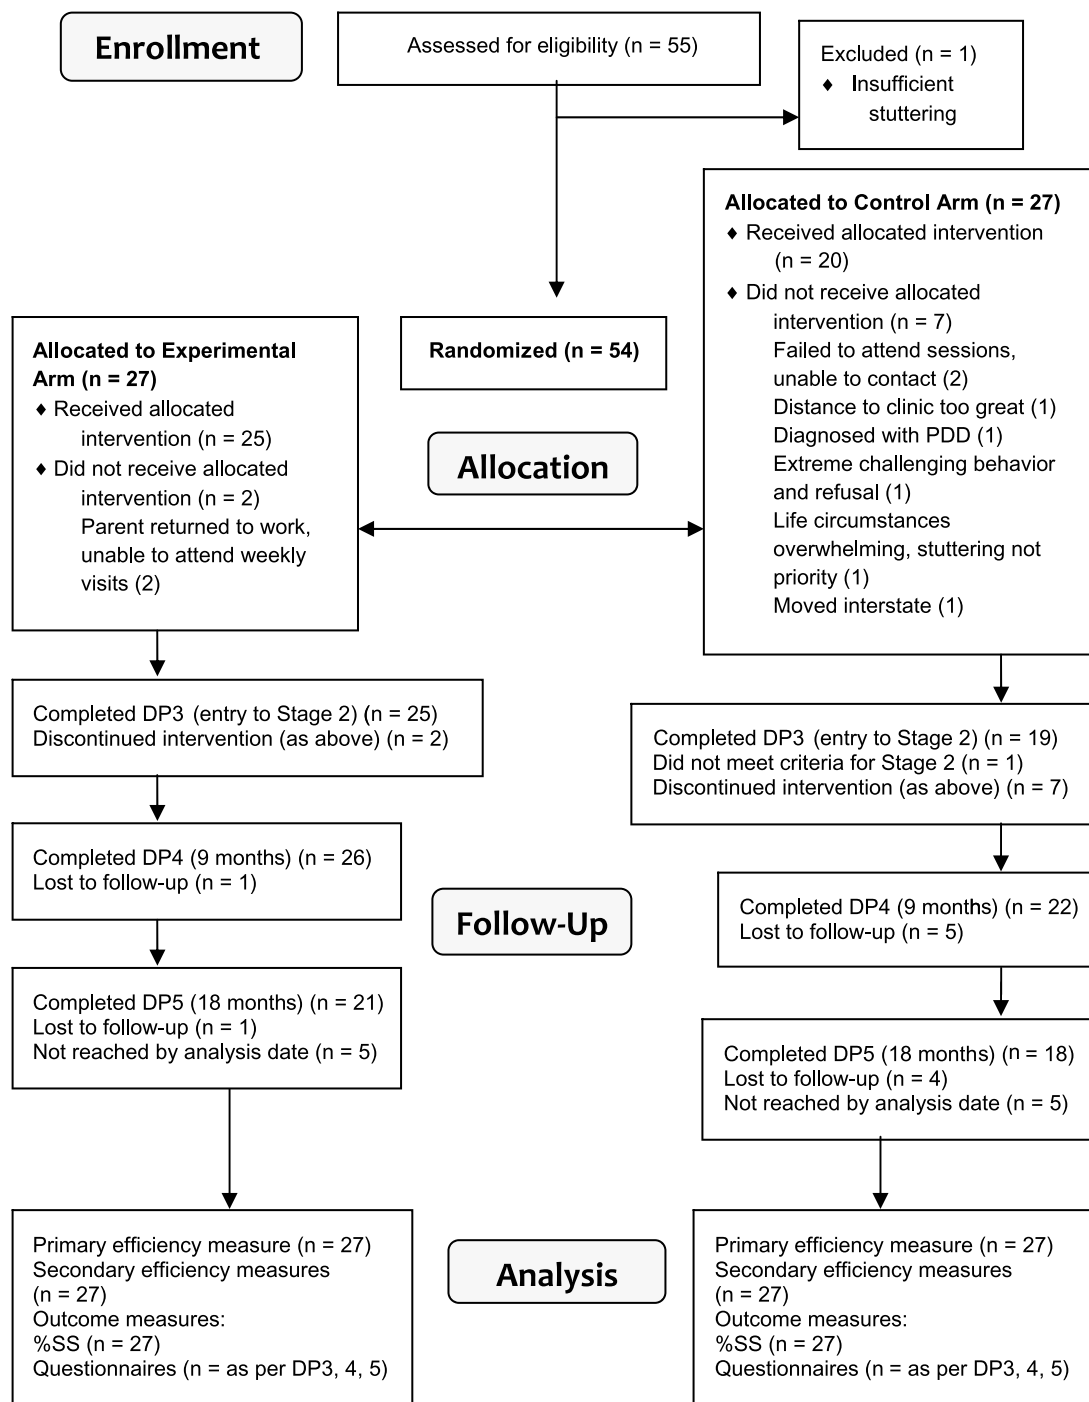 Enrollment
Assessed for eligibility (n = 55)
Excluded (n = 1)
♦ Insufficient
stuttering
Allocated to Control Arm (n = 27)
♦ Received allocated intervention
(n = 20)
♦ Did not receive allocated
intervention (n = 7)
Failed to attend sessions,
unable to contact (2)
Distance to clinic too great (1)
Diagnosed with PDD (1)
Extreme challenging behavior
and refusal (1)
Life circumstances
overwhelming, stuttering not
priority (1)
Moved interstate (1)
Randomized (n = 54)
Allocated to Experimental
Arm (n = 27)
♦ Received allocated
intervention (n = 25)
♦ Did not receive allocated
intervention (n = 2)
Parent returned to work,
unable to attend weekly
visits (2)
Allocation
Completed DP3 (entry to Stage 2) (n = 25)
Discontinued intervention (as above) (n = 2)
Completed DP3 (entry to Stage 2) (n = 19)
Did not meet criteria for Stage 2 (n = 1)
Discontinued intervention (as above) (n = 7)
Completed DP4 (9 months) (n = 26)
Lost to follow-up (n = 1)
Follow-Up
Completed DP4 (9 months) (n = 22)
Lost to follow-up (n = 5)
Completed DP5 (18 months) (n = 21)
Lost to follow-up (n = 1)
Not reached by analysis date (n = 5)
Completed DP5 (18 months) (n = 18)
Lost to follow-up (n = 4)
Not reached by analysis date (n = 5)
Primary efficiency measure (n = 27)
Secondary efficiency measures
(n = 27)
Outcome measures:
%SS (n = 27)
Questionnaires (n = as per DP3, 4, 5)
Analysis
Primary efficiency measure (n = 27)
Secondary efficiency measures
(n = 27)
Outcome measures:
%SS (n = 27)
Questionnaires (n = as per DP3, 4, 5)